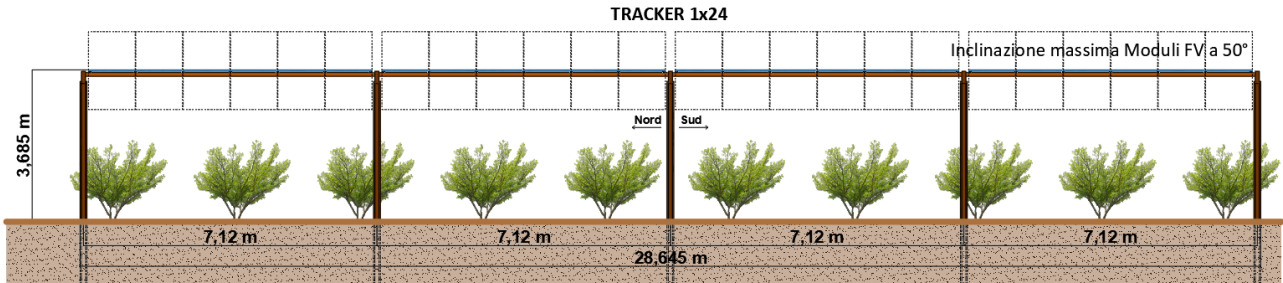 TRACKER 1x24
Inclinazione massima Moduli FV a 50°
3,685 m
Nord Sud
7,12 m 7,12 m 7,12 m 7,12 m
28,645 m